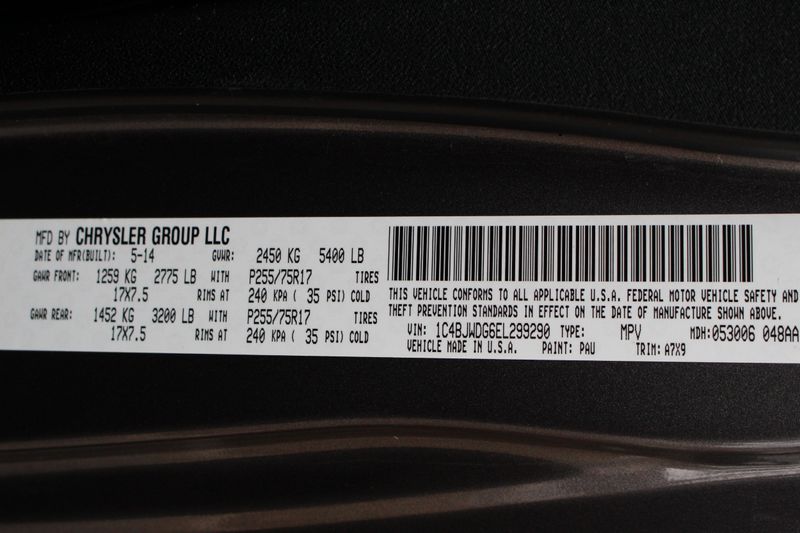 MFD BY CHRYSLER GROUP LLC
DATE OF MFR(BUILT): 5-14 GVWR: 2450 KG 5400 LB
GAWR FRONT: 1259 KG 2775 LB WITH P255/75R17 TIRES
17X7.5 RIMS AT 240 KPA ( 35 PSI) COLD
GAWR REAR: 1452 KG 3200 LB WITH P255/75R17 TIRES
17X7.5 RIMS AT 240 KPA ( 35 PSI) COLD
THIS VEHICLE CONFORMS TO ALL APPLICABLE U.S.A. FEDERAL MOTOR VEHICLE SAFETY AND
THEFT PREVENTION STANDARDS IN EFFECT ON THE DATE OF MANUFACTURE SHOWN ABOVE.
VIN: 1C4BJWDG6EL299290 TYPE: MPV MDH:053006 048AA
VEHICLE MADE IN U.S.A. PAINT: PAU TRIM: A7X9